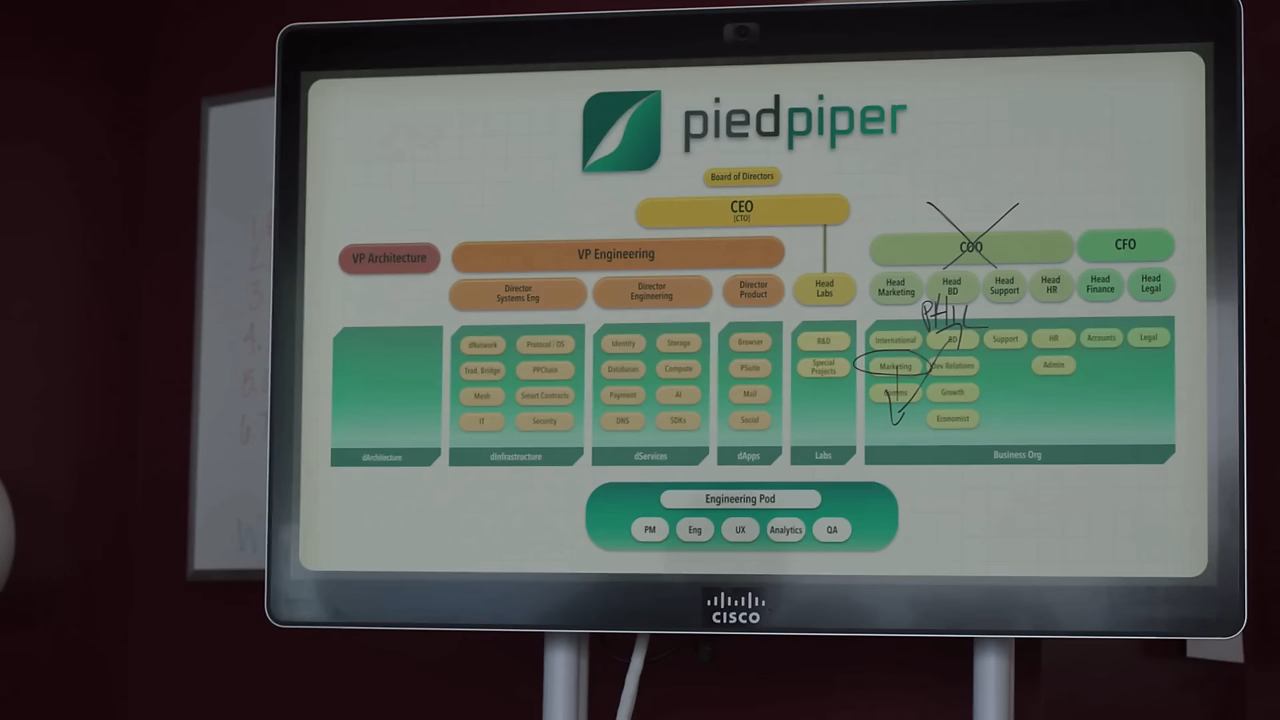 piedpiper
Board of Directors
CEO
[CTO]
VP Architecture
VP Engineering
COO
CFO
Director
Systems Eng
Director
Engineering
Director
Product
Head
Labs
Head
Marketing
Head
BD
Head
Support
Head
HR
Head
Finance
Head
Legal
PHIL
dNetwork
Protocol / OS
Trad. Bridge
PPChain
Mesh
Smart Contracts
IT
Security
Identity
Storage
Databases
Compute
Payment
AI
DNS
SDKs
Browser
PSuite
Mail
Social
R&D
Special
Projects
International
BD
Support
HR
Accounts
Legal
Marketing
Dev Relations
Admin
Comms
Growth
Economist
dArchitecture
dInfrastructure
dServices
dApps
Labs
Business Org
Engineering Pod
PM
Eng
UX
Analytics
QA
CISCO